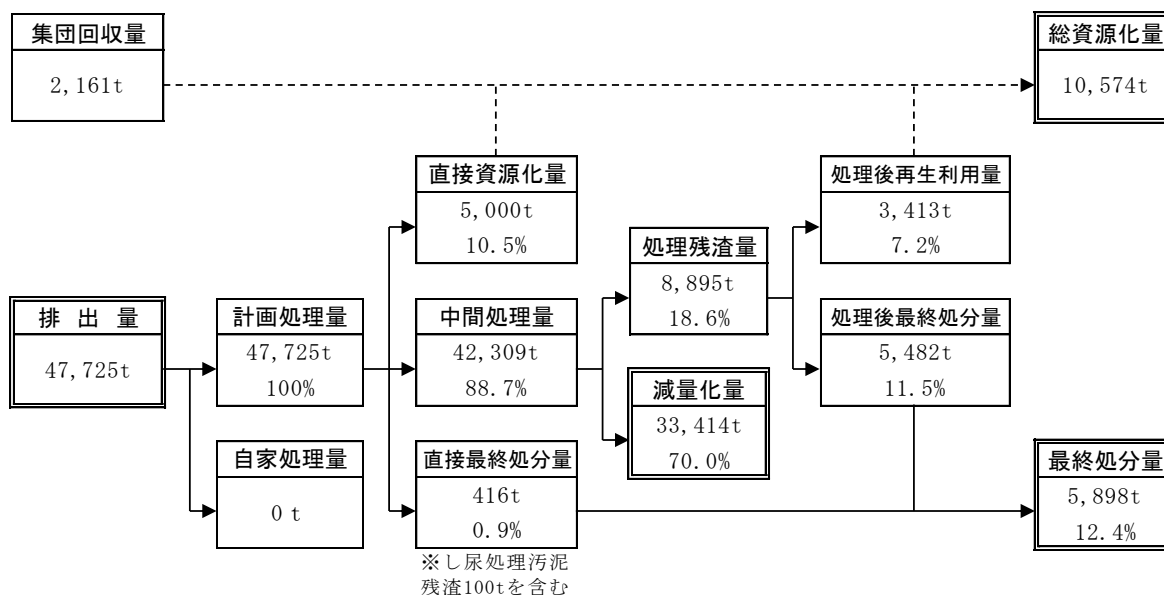 集団回収量
2,161t
総資源化量
10,574t
直接資源化量
5,000t
10.5%
処理後再生利用量
3,413t
7.2%
処理残渣量
8,895t
18.6%
排出量
47,725t
計画処理量
47,725t
100%
中間処理量
42,309t
88.7%
処理後最終処分量
5,482t
11.5%
減量化量
33,414t
70.0%
自家処理量
0 t
直接最終処分量
416t
0.9%
※し尿処理汚泥
残渣100tを含む
最終処分量
5,898t
12.4%